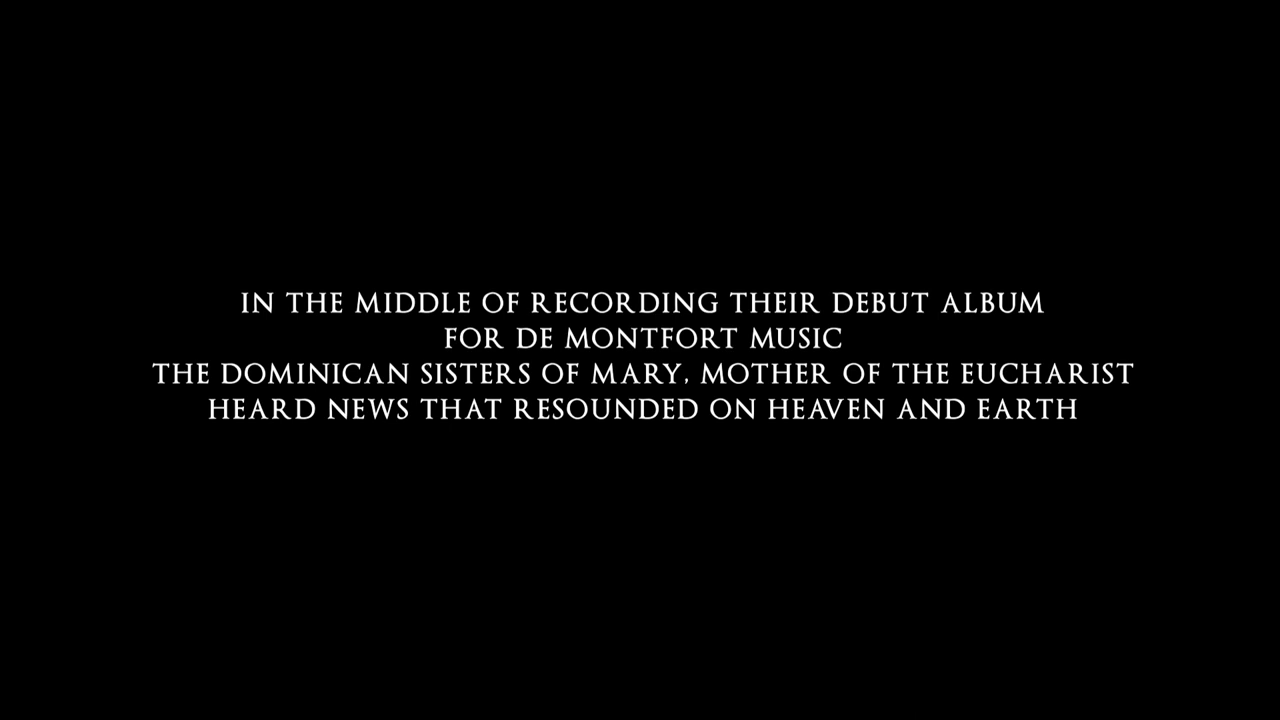 IN THE MIDDLE OF RECORDING THEIR DEBUT ALBUM
FOR DE MONTFORT MUSIC
THE DOMINICAN SISTERS OF MARY, MOTHER OF THE EUCHARIST
HEARD NEWS THAT RESOUNDED ON HEAVEN AND EARTH